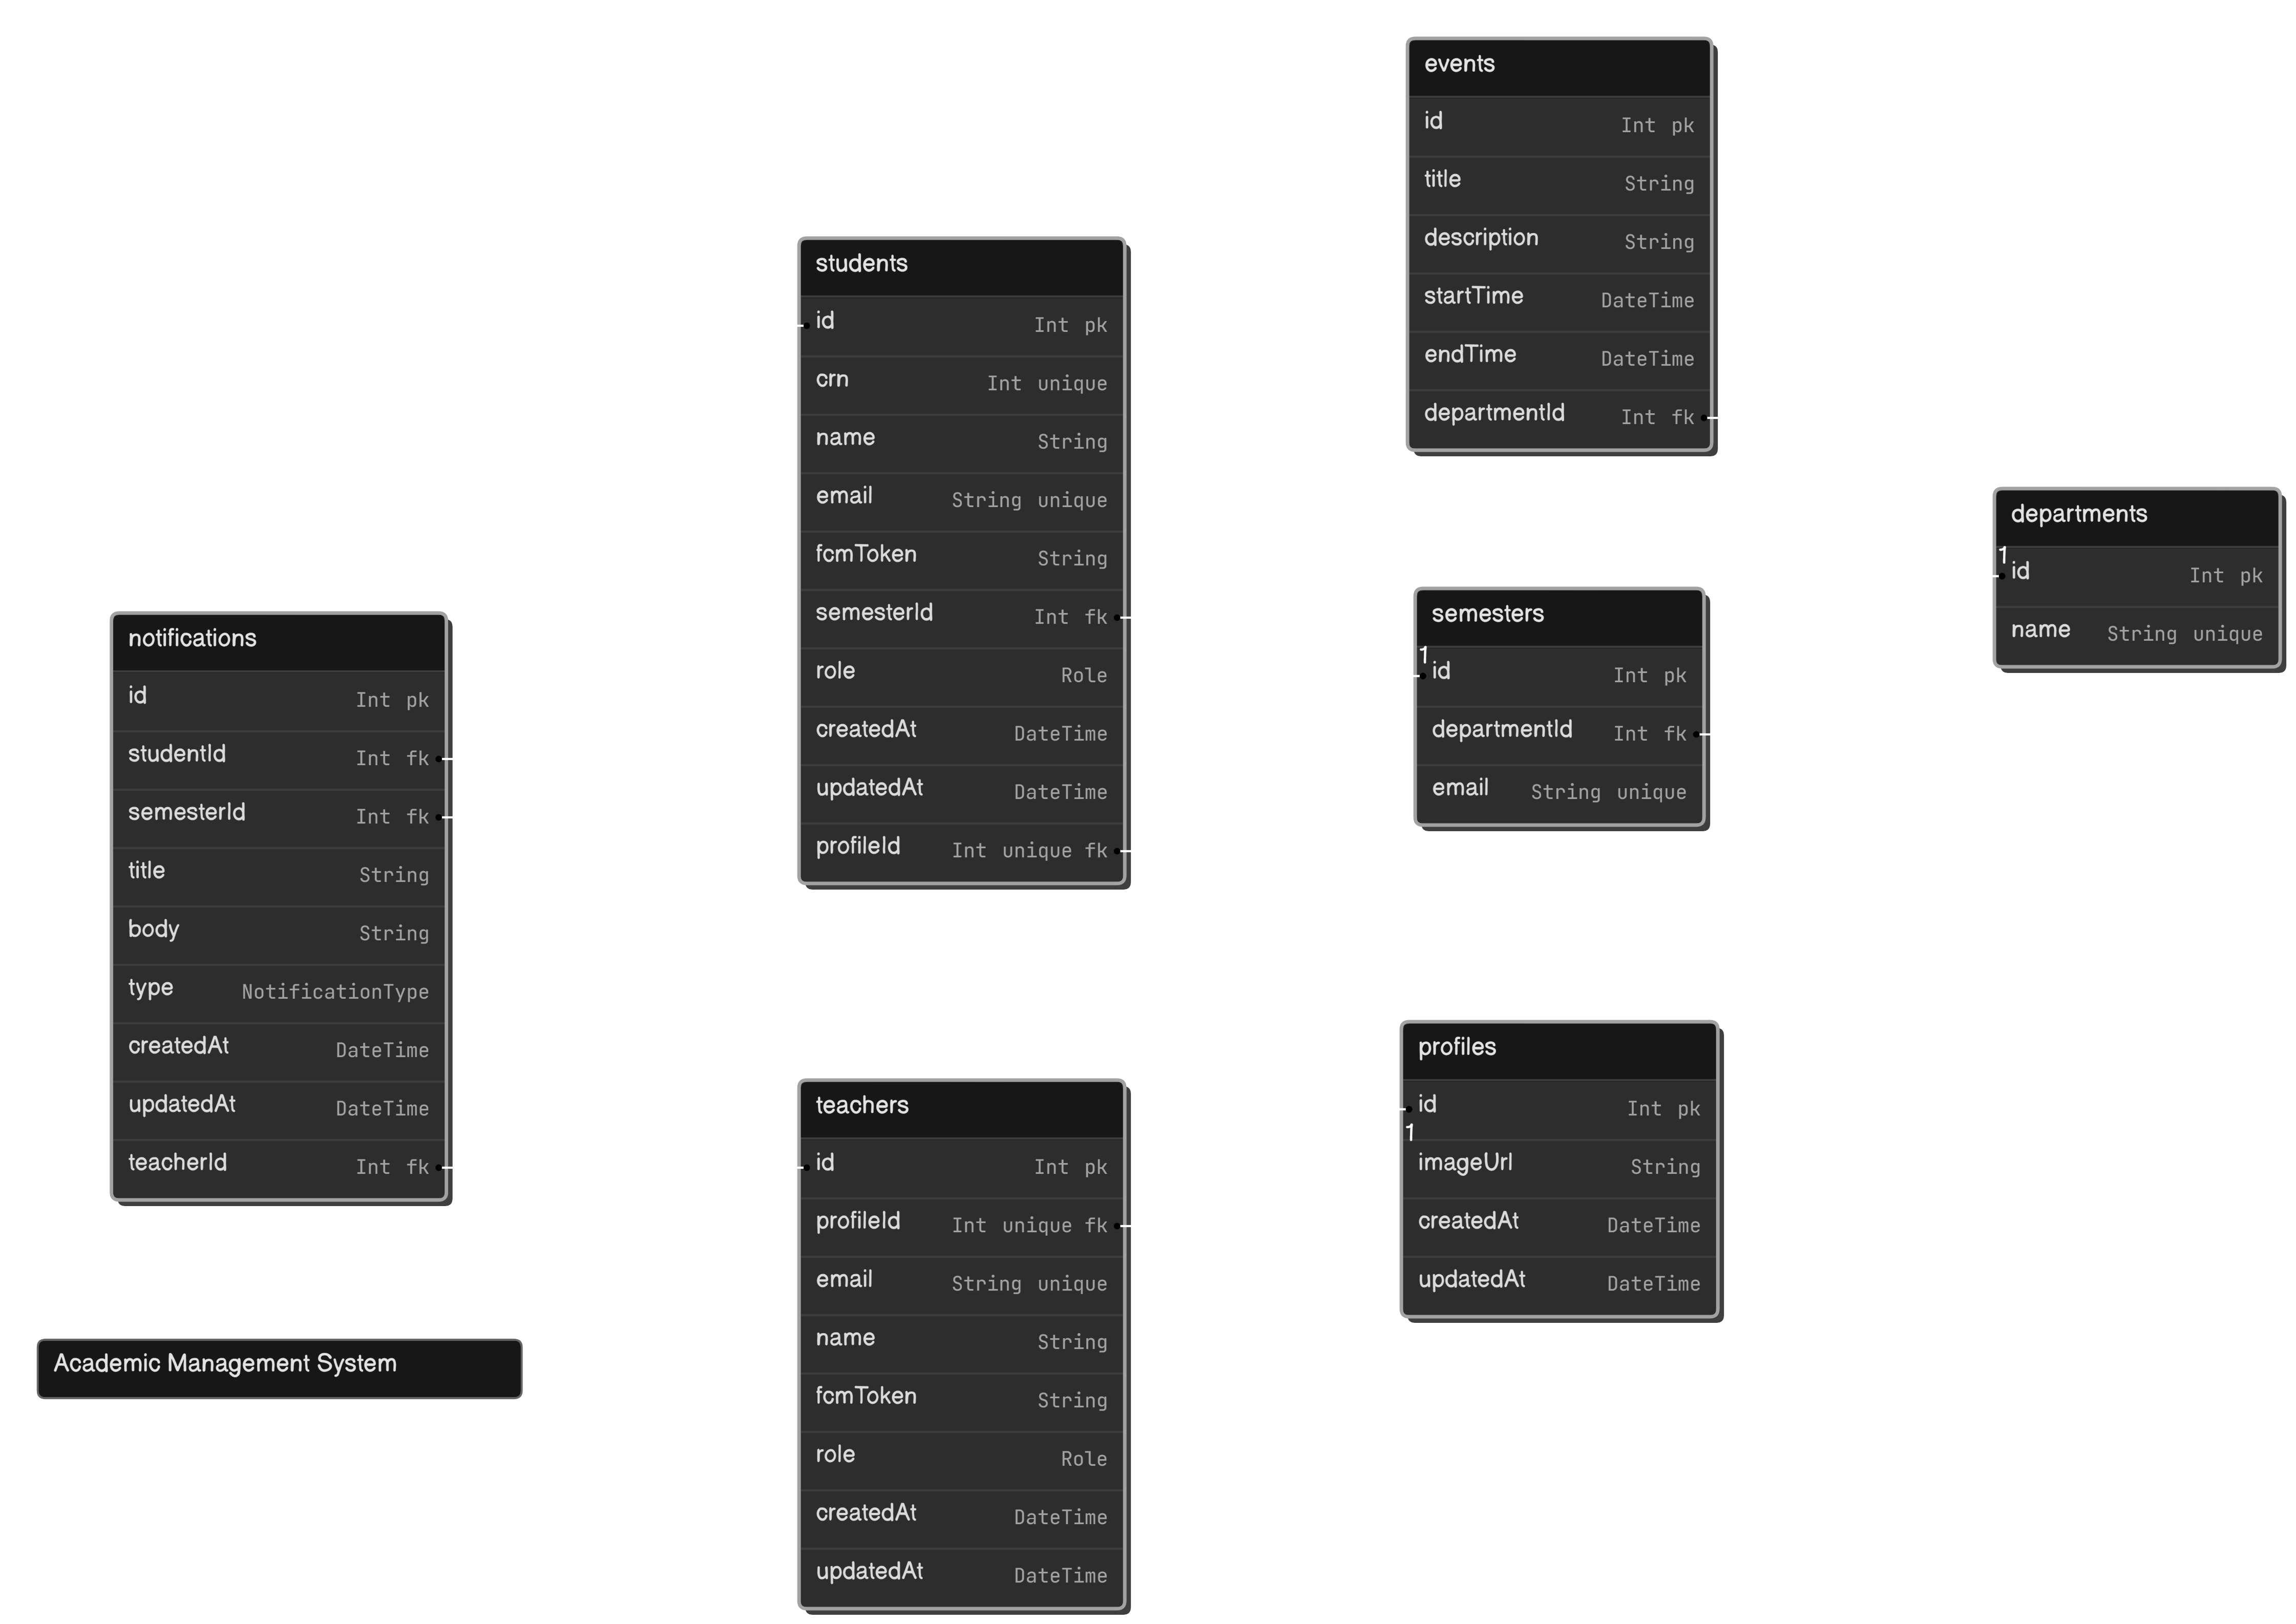 events
id Int pk
title String
description String
startTime DateTime
endTime DateTime
departmentId Int fk
students
id Int pk
crn Int unique
name String
email String unique
fcmToken String
semesterId Int fk
role Role
createdAt DateTime
updatedAt DateTime
profileId Int unique fk
departments
1
id Int pk
name String unique
semesters
1
id Int pk
departmentId Int fk
email String unique
notifications
id Int pk
studentId Int fk
semesterId Int fk
title String
body String
type NotificationType
createdAt DateTime
updatedAt DateTime
teacherId Int fk
profiles
id Int pk
1
imageUrl String
createdAt DateTime
updatedAt DateTime
teachers
id Int pk
profileId Int unique fk
email String unique
name String
fcmToken String
role Role
createdAt DateTime
updatedAt DateTime
Academic Management System